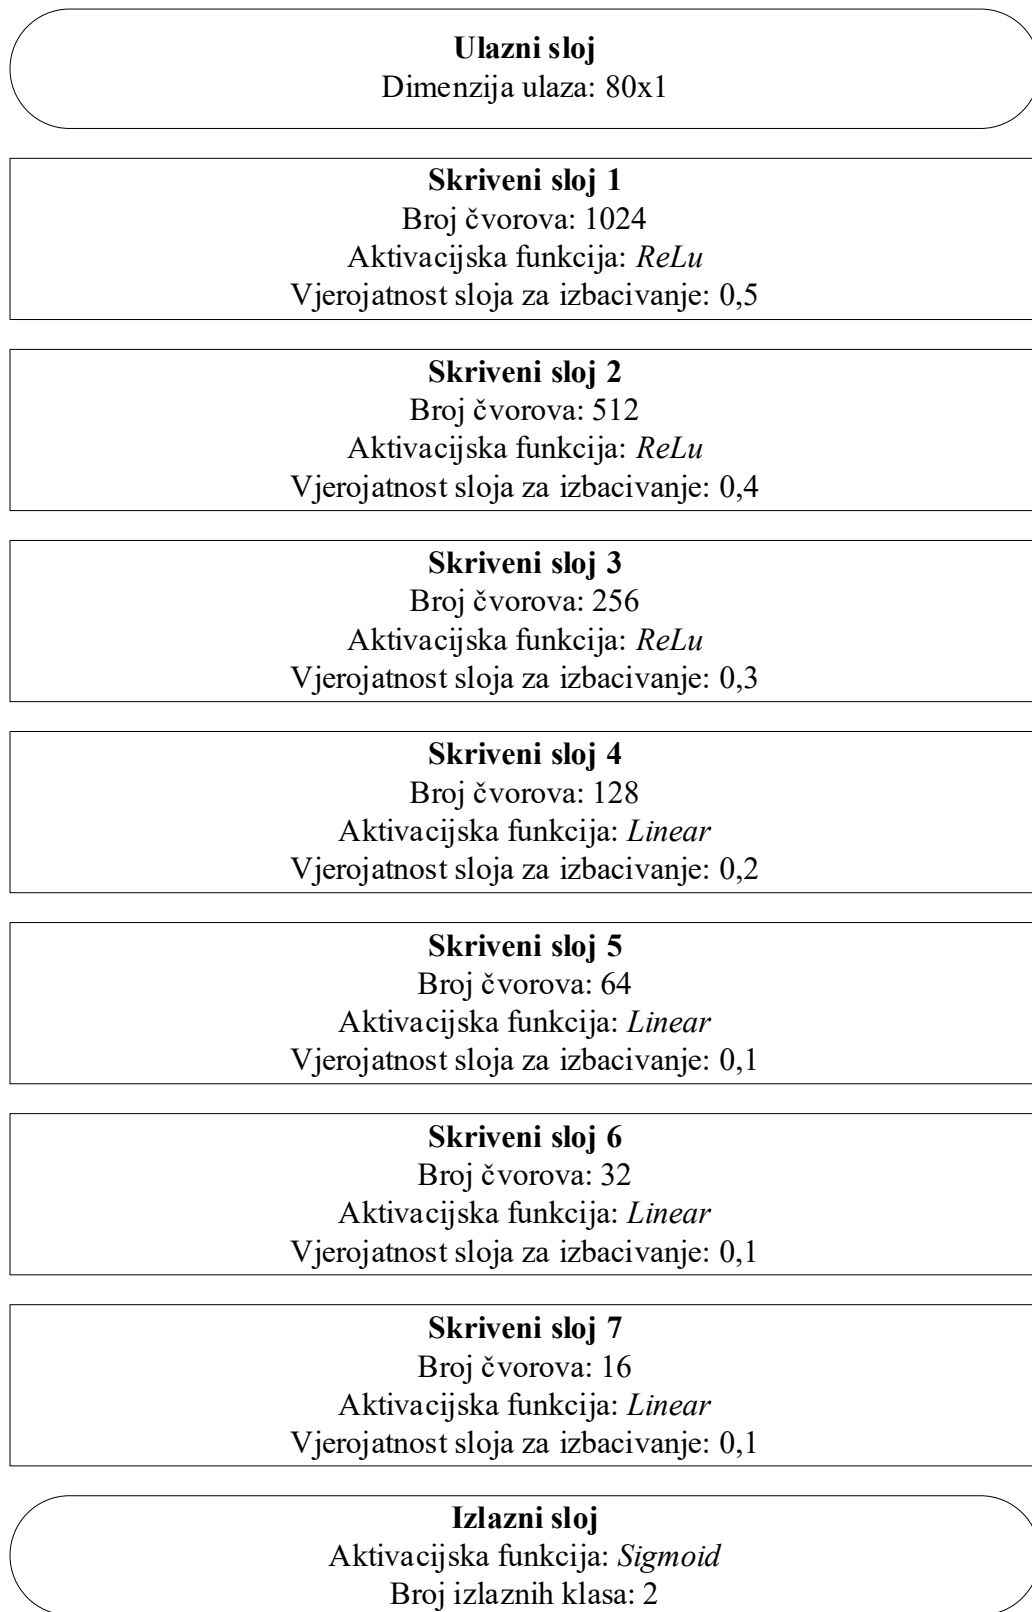 Ulazni sloj
Dimenzija ulaza: 80x1
Skriveni sloj 1
Broj čvorova: 1024
Aktivacijska funkcija: ReLu
Vjerojatnost sloja za izbacivanje: 0,5
Skriveni sloj 2
Broj čvorova: 512
Aktivacijska funkcija: ReLu
Vjerojatnost sloja za izbacivanje: 0,4
Skriveni sloj 3
Broj čvorova: 256
Aktivacijska funkcija: ReLu
Vjerojatnost sloja za izbacivanje: 0,3
Skriveni sloj 4
Broj čvorova: 128
Aktivacijska funkcija: Linear
Vjerojatnost sloja za izbacivanje: 0,2
Skriveni sloj 5
Broj čvorova: 64
Aktivacijska funkcija: Linear
Vjerojatnost sloja za izbacivanje: 0,1
Skriveni sloj 6
Broj čvorova: 32
Aktivacijska funkcija: Linear
Vjerojatnost sloja za izbacivanje: 0,1
Skriveni sloj 7
Broj čvorova: 16
Aktivacijska funkcija: Linear
Vjerojatnost sloja za izbacivanje: 0,1
Izlazni sloj
Aktivacijska funkcija: Sigmoid
Broj izlaznih klasa: 2